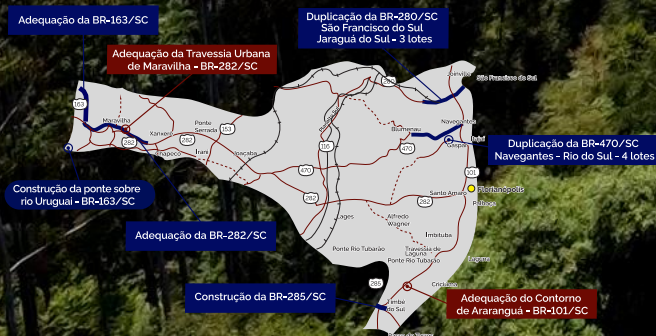 Adequação da BR-163/SC
Duplicação da BR-280/SC
São Francisco do Sul
Jaraguá do Sul - 3 lotes
Adequação da Travessia Urbana
de Maravilha - BR-282/SC
Joinville
São Francisco do Sul
280
163
Maravilha
Ponte
Serrada
153
Xanxerê
282
282
Irani
Chapecó
Joaçaba
116
Blumenau
470
Navegantes
Itajaí
Gaspar
Duplicação da BR-470/SC
Navegantes - Rio do Sul - 4 lotes
470
101
Construção da ponte sobre
rio Uruguai - BR-163/SC
282
Santo Amaro
282
Florianópolis
Palhoça
Adequação da BR-282/SC
Lages
Alfredo
Wagner
Imbituba
Ponte Rio Tubarão
Travessia de
Laguna
Ponte Rio Tubarão
Laguna
285
Criciúma
Construção da BR-285/SC
Timbé
do Sul
Adequação do Contorno
de Araranguá - BR-101/SC